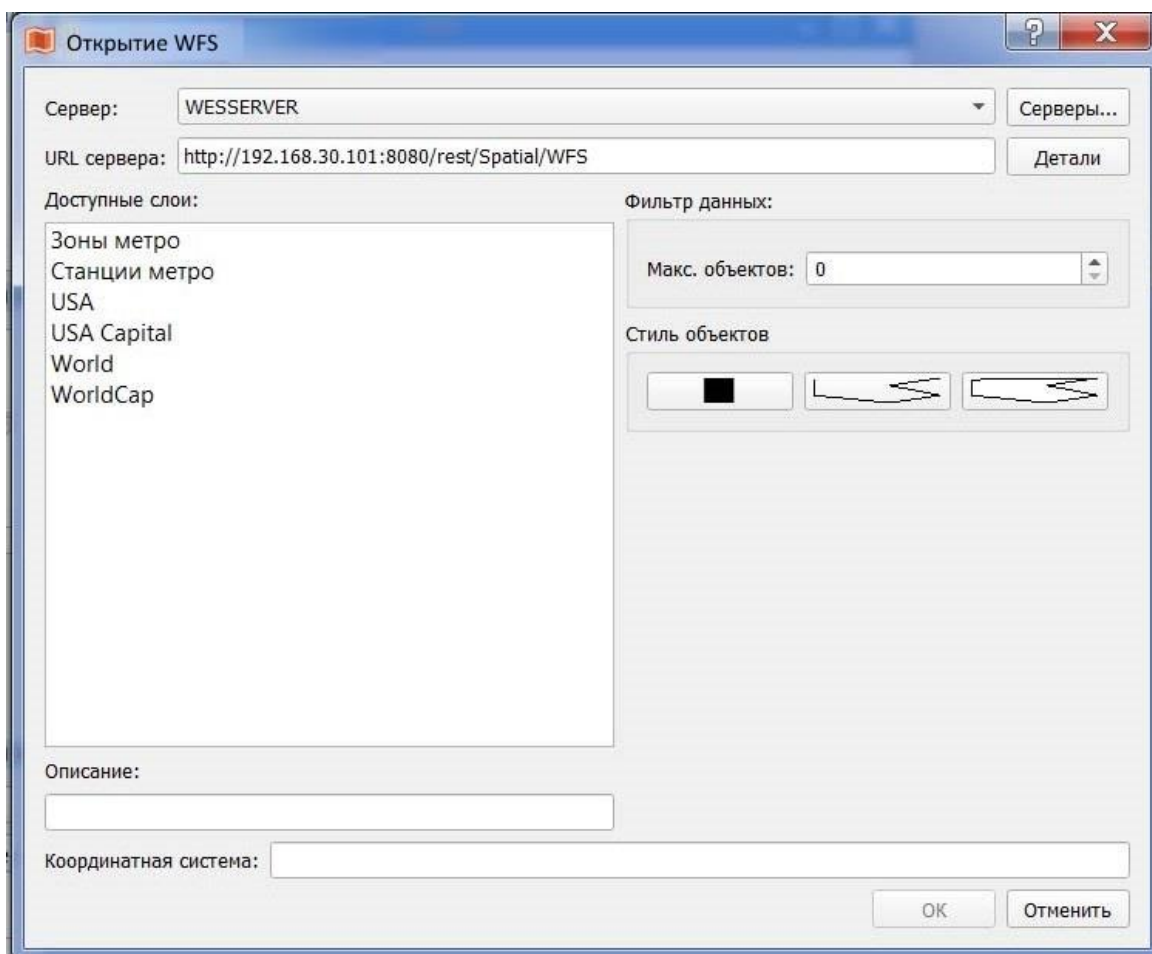 Открытие WFS
Сервер: WESSERVER Серверы...
URL сервера: http://192.168.30.101:8080/rest/Spatial/WFS Детали
Доступные слои:
Зоны метро
Станции метро
USA
USA Capital
World
WorldCap
Фильтр данных:
Макс. объектов: 0
Стиль объектов
Описание:
Координатная система:
OK Отменить